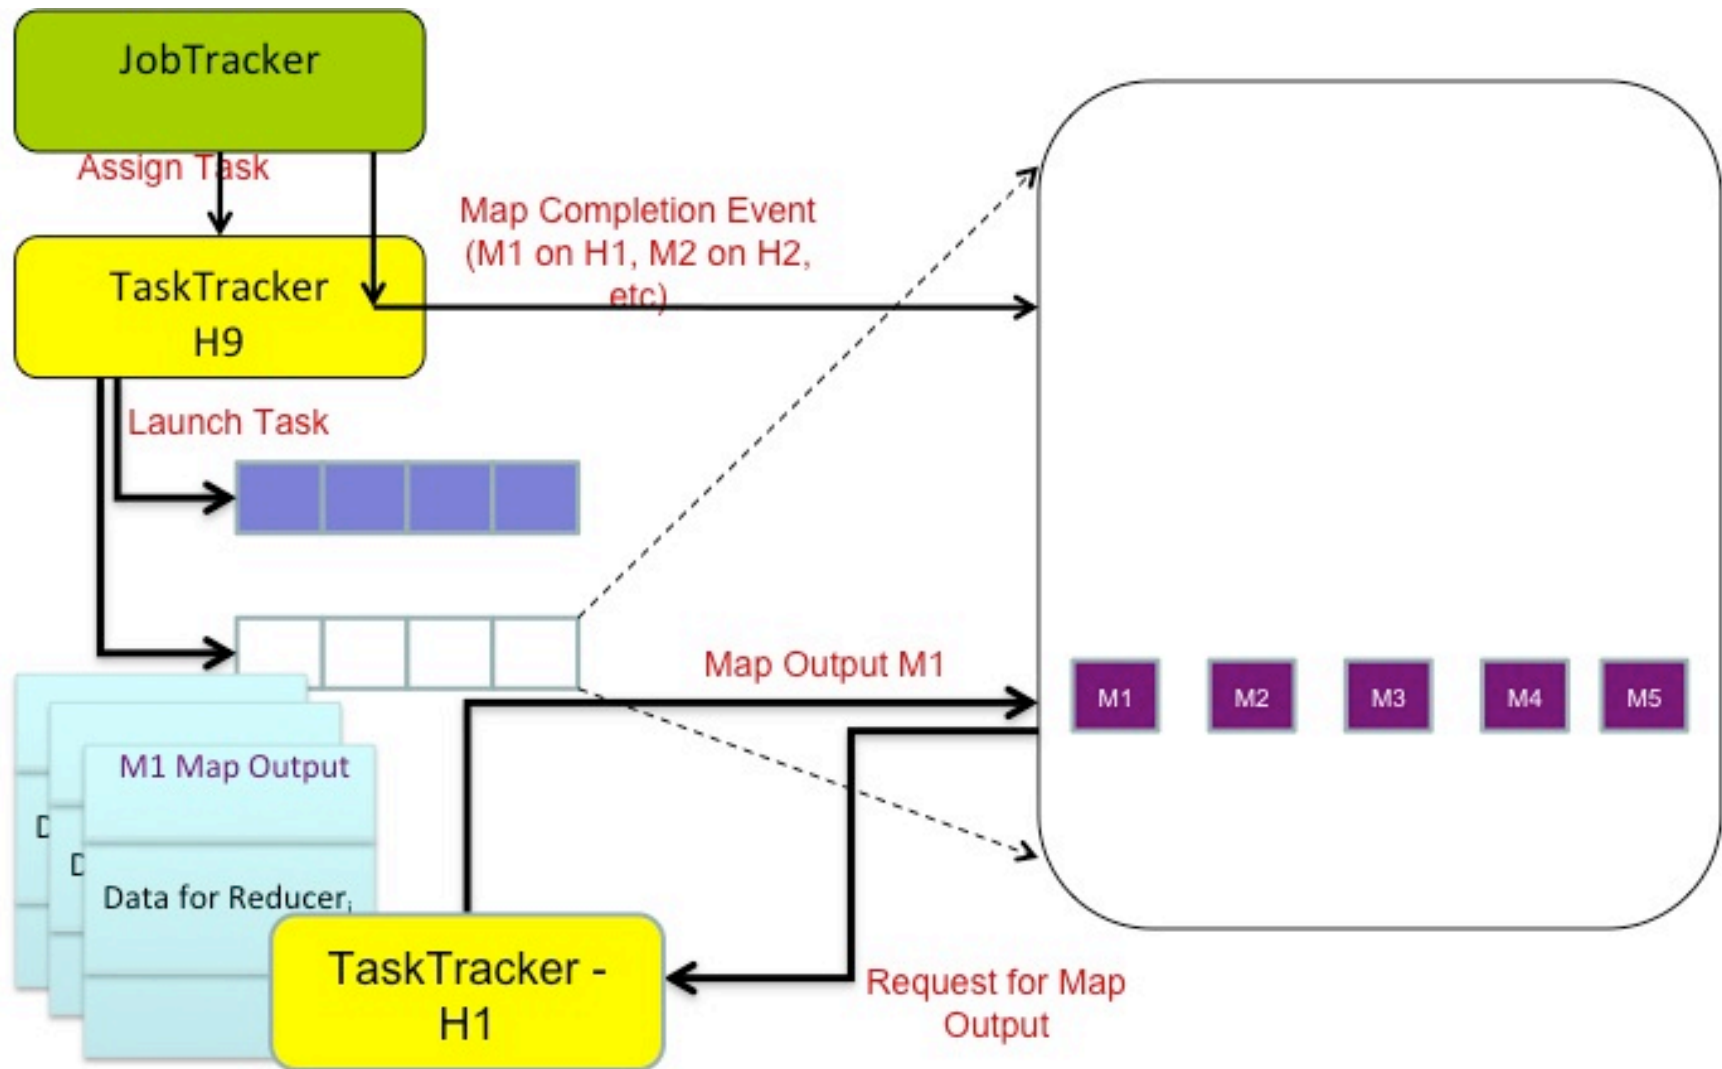 JobTracker
Assign Task
Map Completion Event
(M1 on H1, M2 on H2,
etc)
TaskTracker
H9
Launch Task
Map Output M1
M1
M2
M3
M4
M5
M1 Map Output
D
D
Data for Reducer
TaskTracker -
H1
Request for Map
Output